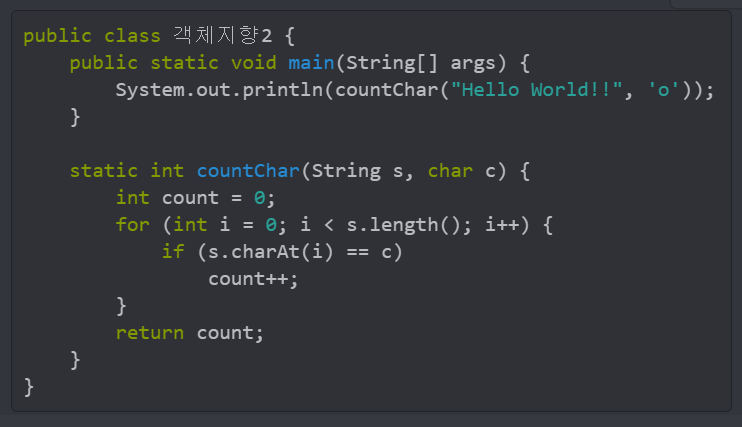 public class 객체지향2 {
    public static void main(String[] args) {
        System.out.println(countChar("Hello World!!", 'o'));
    }

    static int countChar(String s, char c) {
        int count = 0;
        for (int i = 0; i < s.length(); i++) {
            if (s.charAt(i) == c)
                count++;
        }
        return count;
    }
}